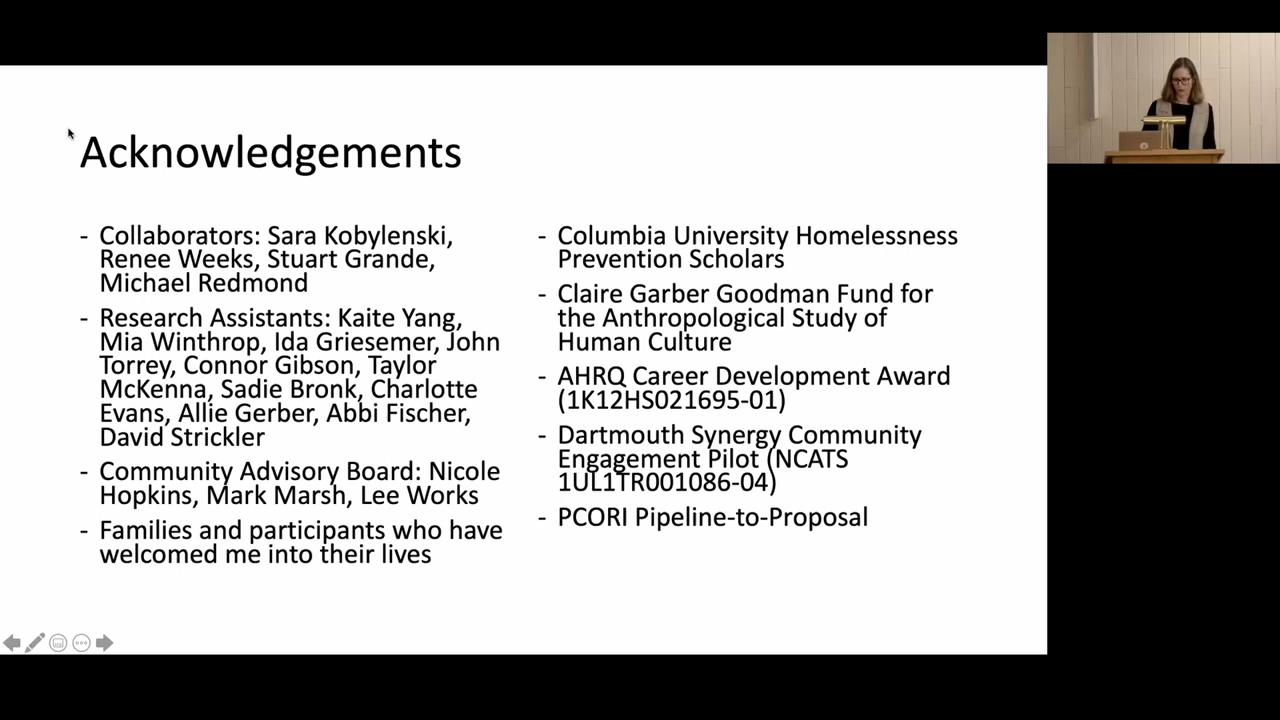 Acknowledgements
- Collaborators: Sara Kobylenski,
Renee Weeks, Stuart Grande,
Michael Redmond
- Research Assistants: Kaite Yang,
Mia Winthrop, Ida Griesemer, John
Torrey, Connor Gibson, Taylor
McKenna, Sadie Bronk, Charlotte
Evans, Allie Gerber, Abbi Fischer,
David Strickler
- Community Advisory Board: Nicole
Hopkins, Mark Marsh, Lee Works
- Families and participants who have
welcomed me into their lives
- Columbia University Homelessness
Prevention Scholars
- Claire Garber Goodman Fund for
the Anthropological Study of
Human Culture
- AHRQ Career Development Award
(1K12HS021695-01)
- Dartmouth Synergy Community
Engagement Pilot (NCATS
1UL1TR001086-04)
- PCORI Pipeline-to-Proposal